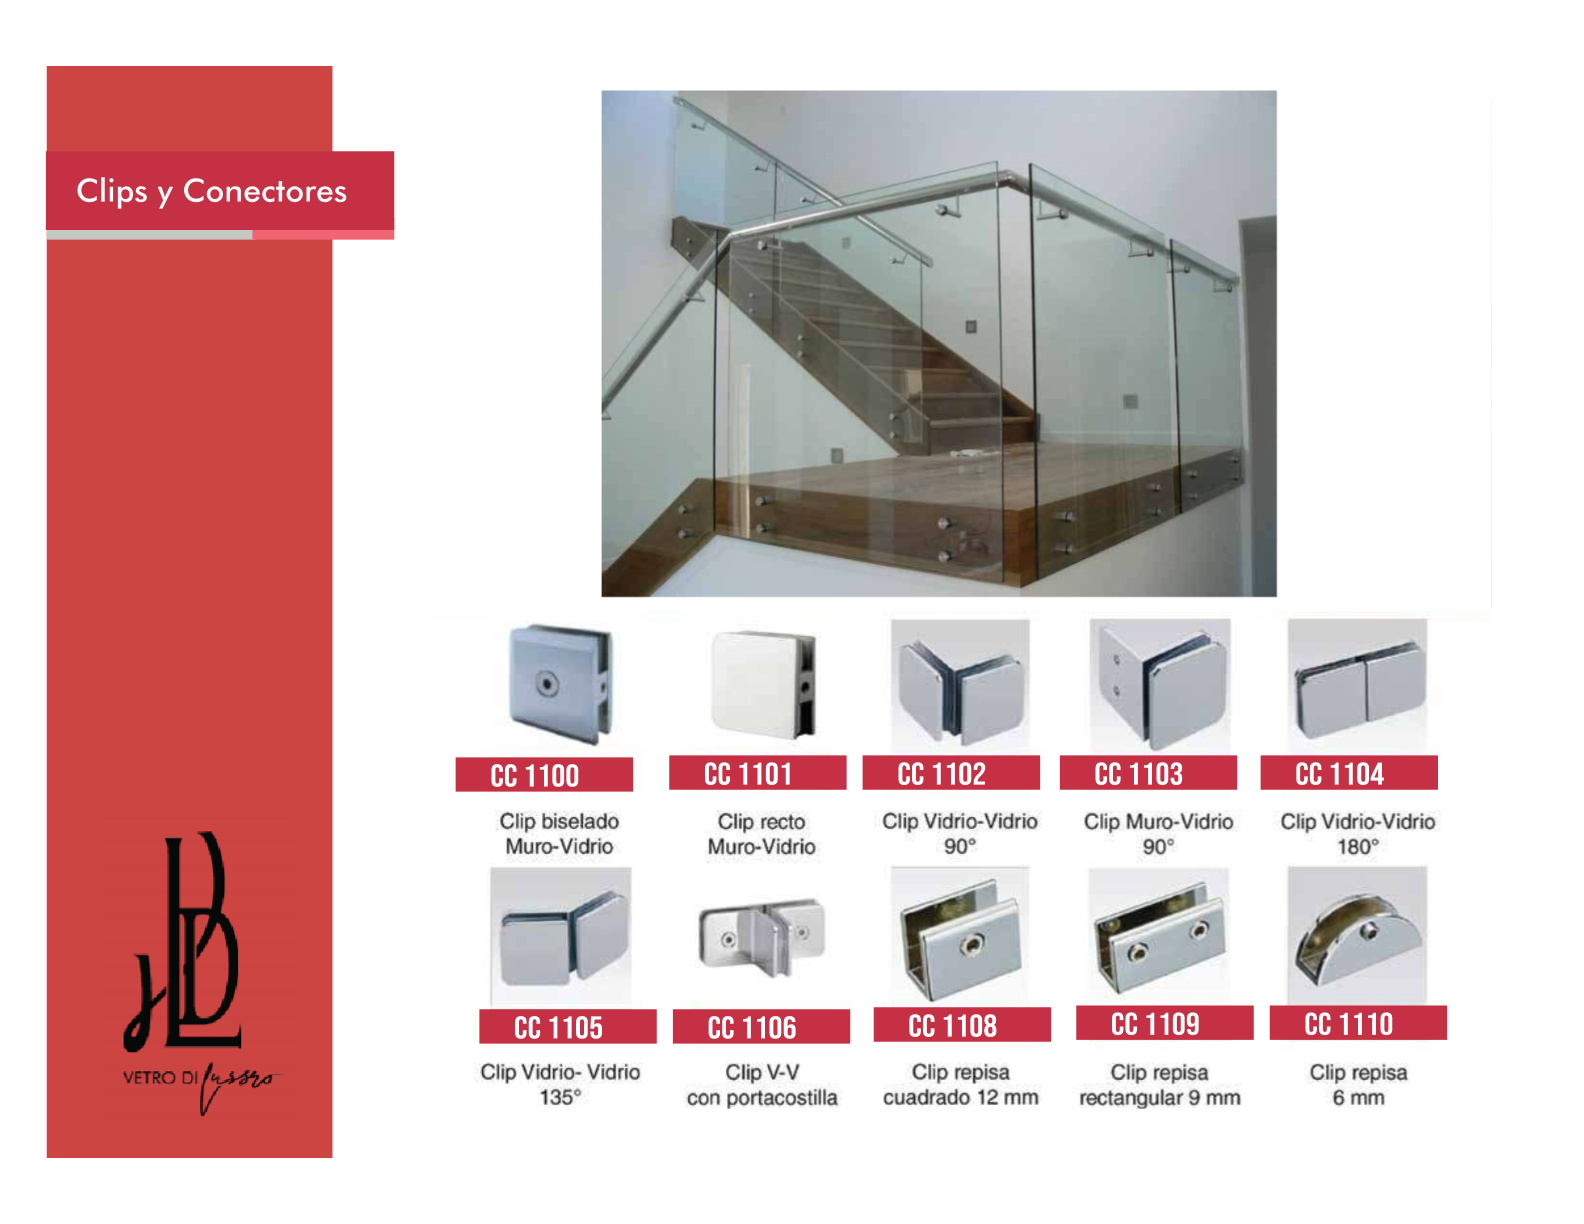 Clips y Conectores
CC 1100
CC 1101
CC 1102
CC 1103
CC 1104
Clip biselado
Muro-Vidrio
Clip recto
Muro-Vidrio
Clip Vidrio-Vidrio
90°
Clip Muro-Vidrio
90°
Clip Vidrio-Vidrio
180°
CC 1105
CC 1106
CC 1108
CC 1109
CC 1110
Clip Vidrio- Vidrio
135°
Clip V-V
con portacostilla
Clip repisa
cuadrado 12 mm
Clip repisa
rectangular 9 mm
Clip repisa
6 mm
VETRO DI lussro